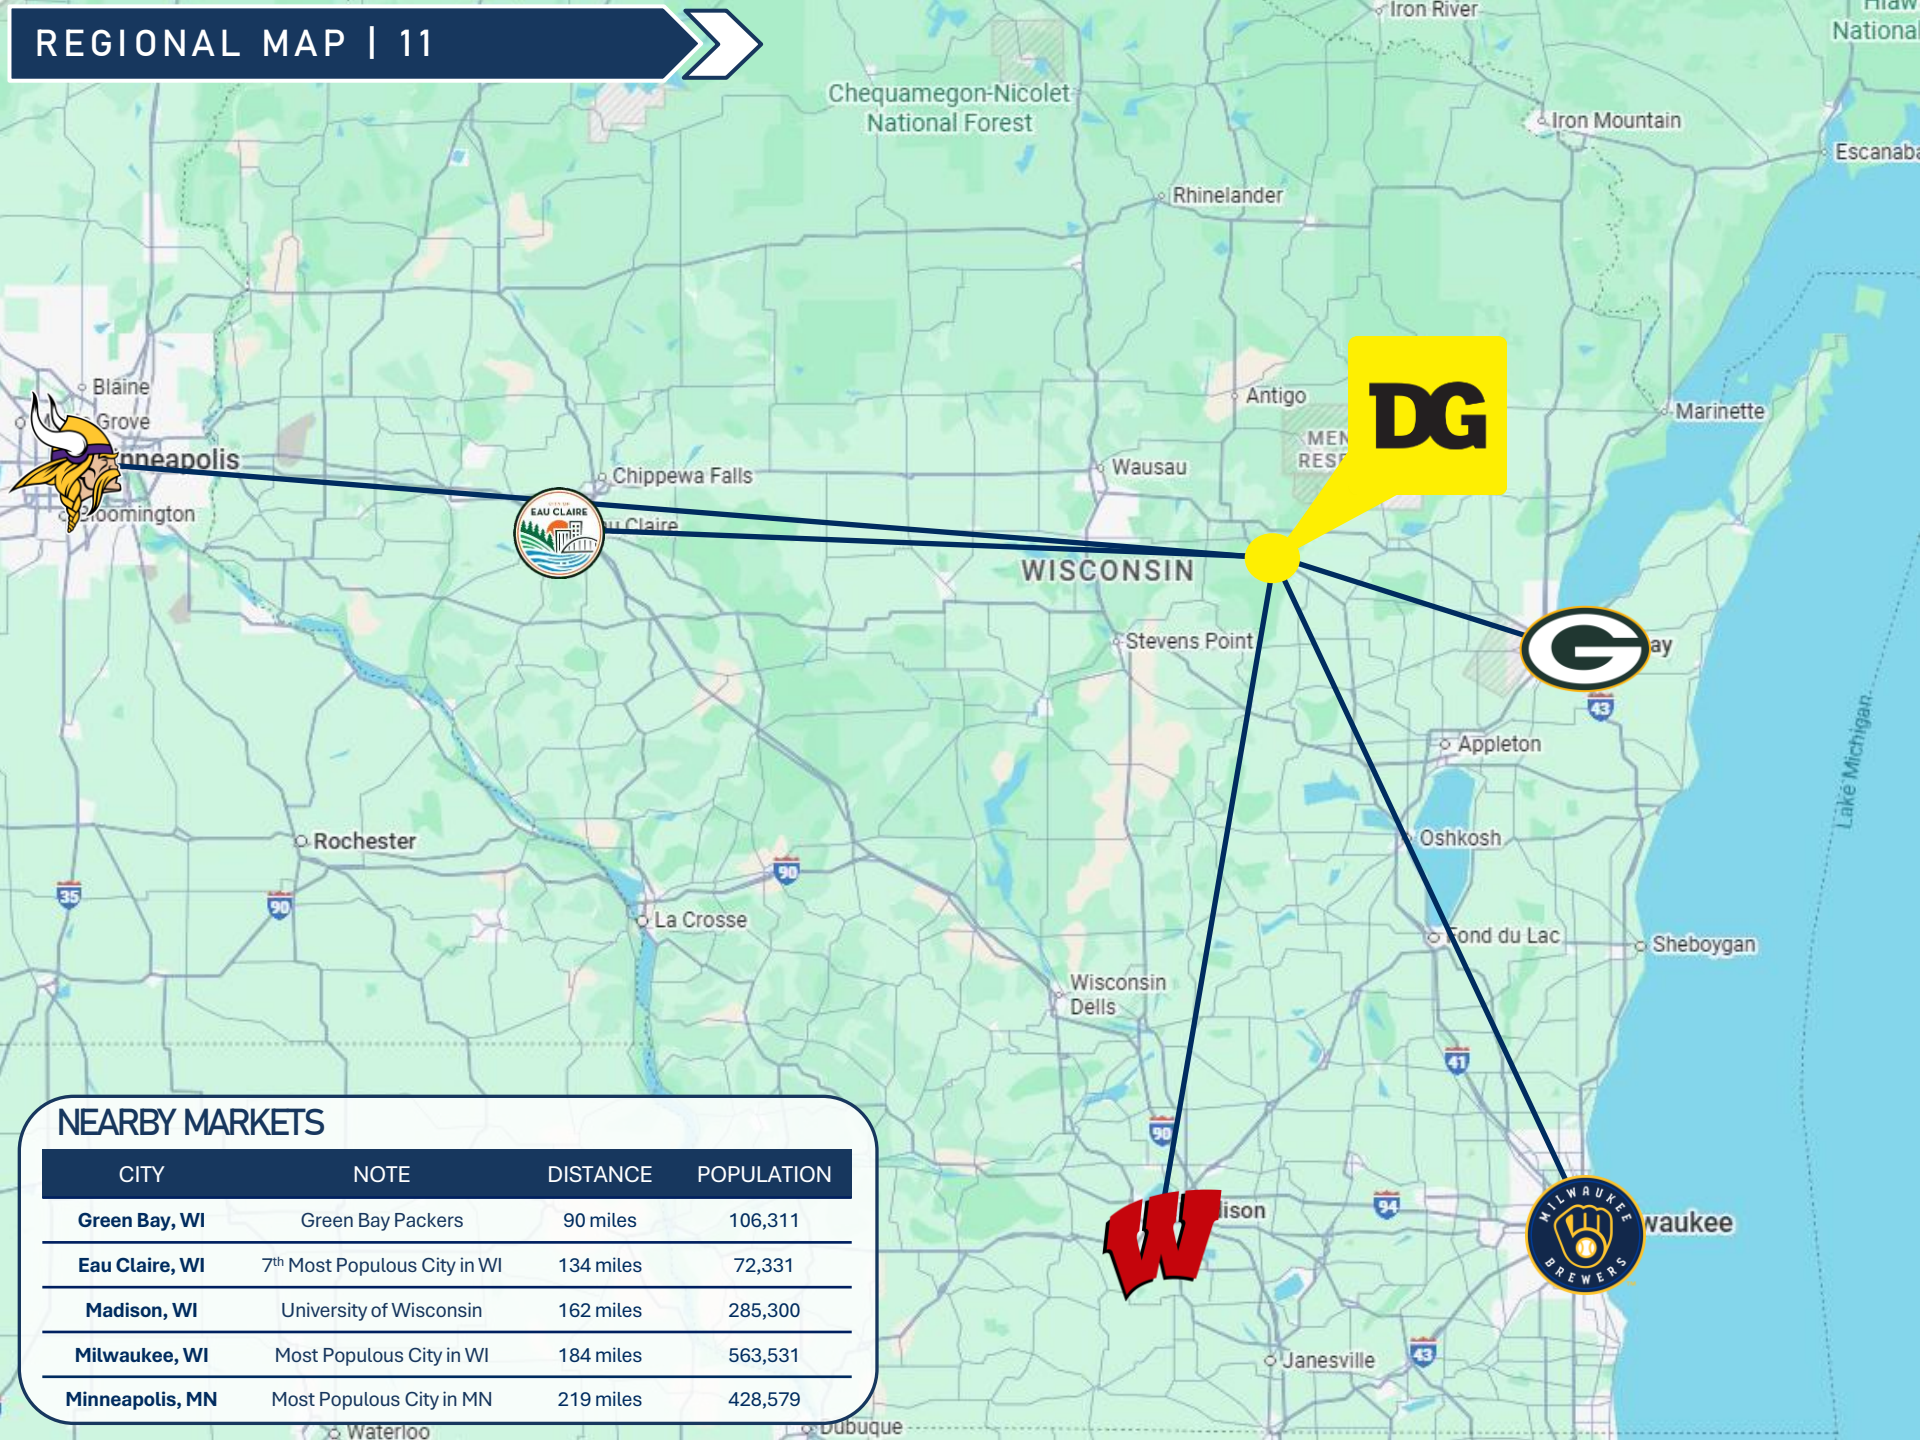 REGIONAL MAP | 11
Iron River
National
Chequamegon-Nicolet
National Forest
Iron Mountain
Escanaba
Rhinelander
Blaine
Grove
Antigo
DG
MEN
RESE
Marinette
nneapolis
Chippewa Falls
Wausau
Bloomington
CITY OF
EAU CLAIRE
u Claire
WISCONSIN
Stevens Point
G
ay
43
Appleton
Lake Michigan
Rochester
Oshkosh
90
35
90
La Crosse
Fond du Lac
Sheboygan
Wisconsin
Dells
41
90
W
dison
94
MILWAUKEE
BREWERS
waukee
43
Janesville
Waterloo
Dubuque
NEARBY MARKETS
CITY NOTE DISTANCE POPULATION
Green Bay, WI Green Bay Packers 90 miles 106,311
Eau Claire, WI 7th Most Populous City in WI 134 miles 72,331
Madison, WI University of Wisconsin 162 miles 285,300
Milwaukee, WI Most Populous City in WI 184 miles 563,531
Minneapolis, MN Most Populous City in MN 219 miles 428,579